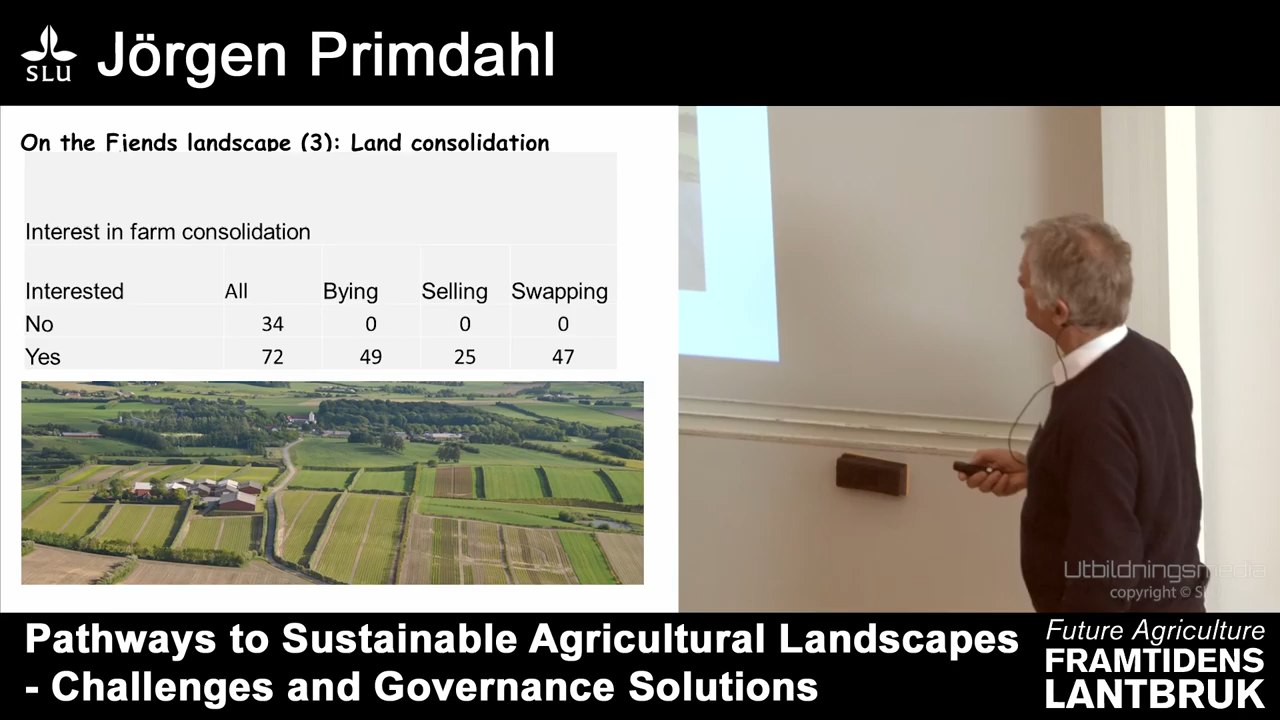 SLU
Jörgen Primdahl
On the Fjends landscape (3): Land consolidation
Interest in farm consolidation
Interested All Bying Selling Swapping
No 34 0 0 0
Yes 72 49 25 47
Utbildningsmedia
copyright © SL
Pathways to Sustainable Agricultural Landscapes
- Challenges and Governance Solutions
Future Agriculture
FRAMTIDENS
LANTBRUK